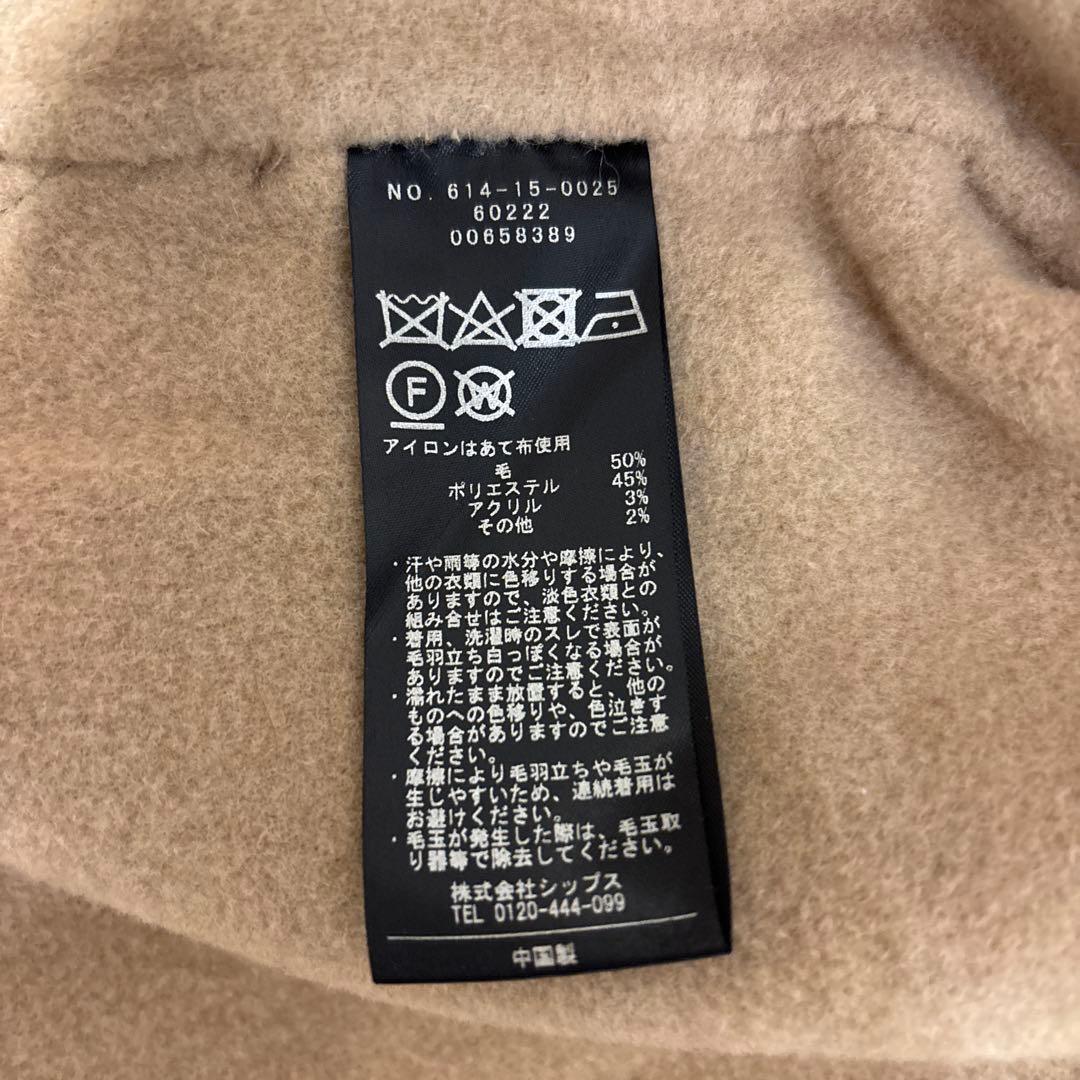 NO. 614-15-0025
60222
00658389
F W
アイロンはあて布使用
毛 50%
ポリエステル 45%
アクリル 3%
その他 2%
・汗や雨等の水分や摩擦により、
他の衣類に色移りする場合が
ありますので、淡色衣類との
組み合せはご注意ください。
・着用、洗濯時のスレで表面が
毛羽立ち白っぽくなる場合が
ありますのでご注意ください。
・濡れたまま放置すると、他の
ものへの色移りや、色泣きす
る場合がありますのでご注意
ください。
・摩擦により毛羽立ちや毛玉が
生じやすいため、連続着用は
お避けください。
・毛玉が発生した際は、毛玉取
り器等で除去してください。
株式会社シップス
TEL 0120-444-099
中国製